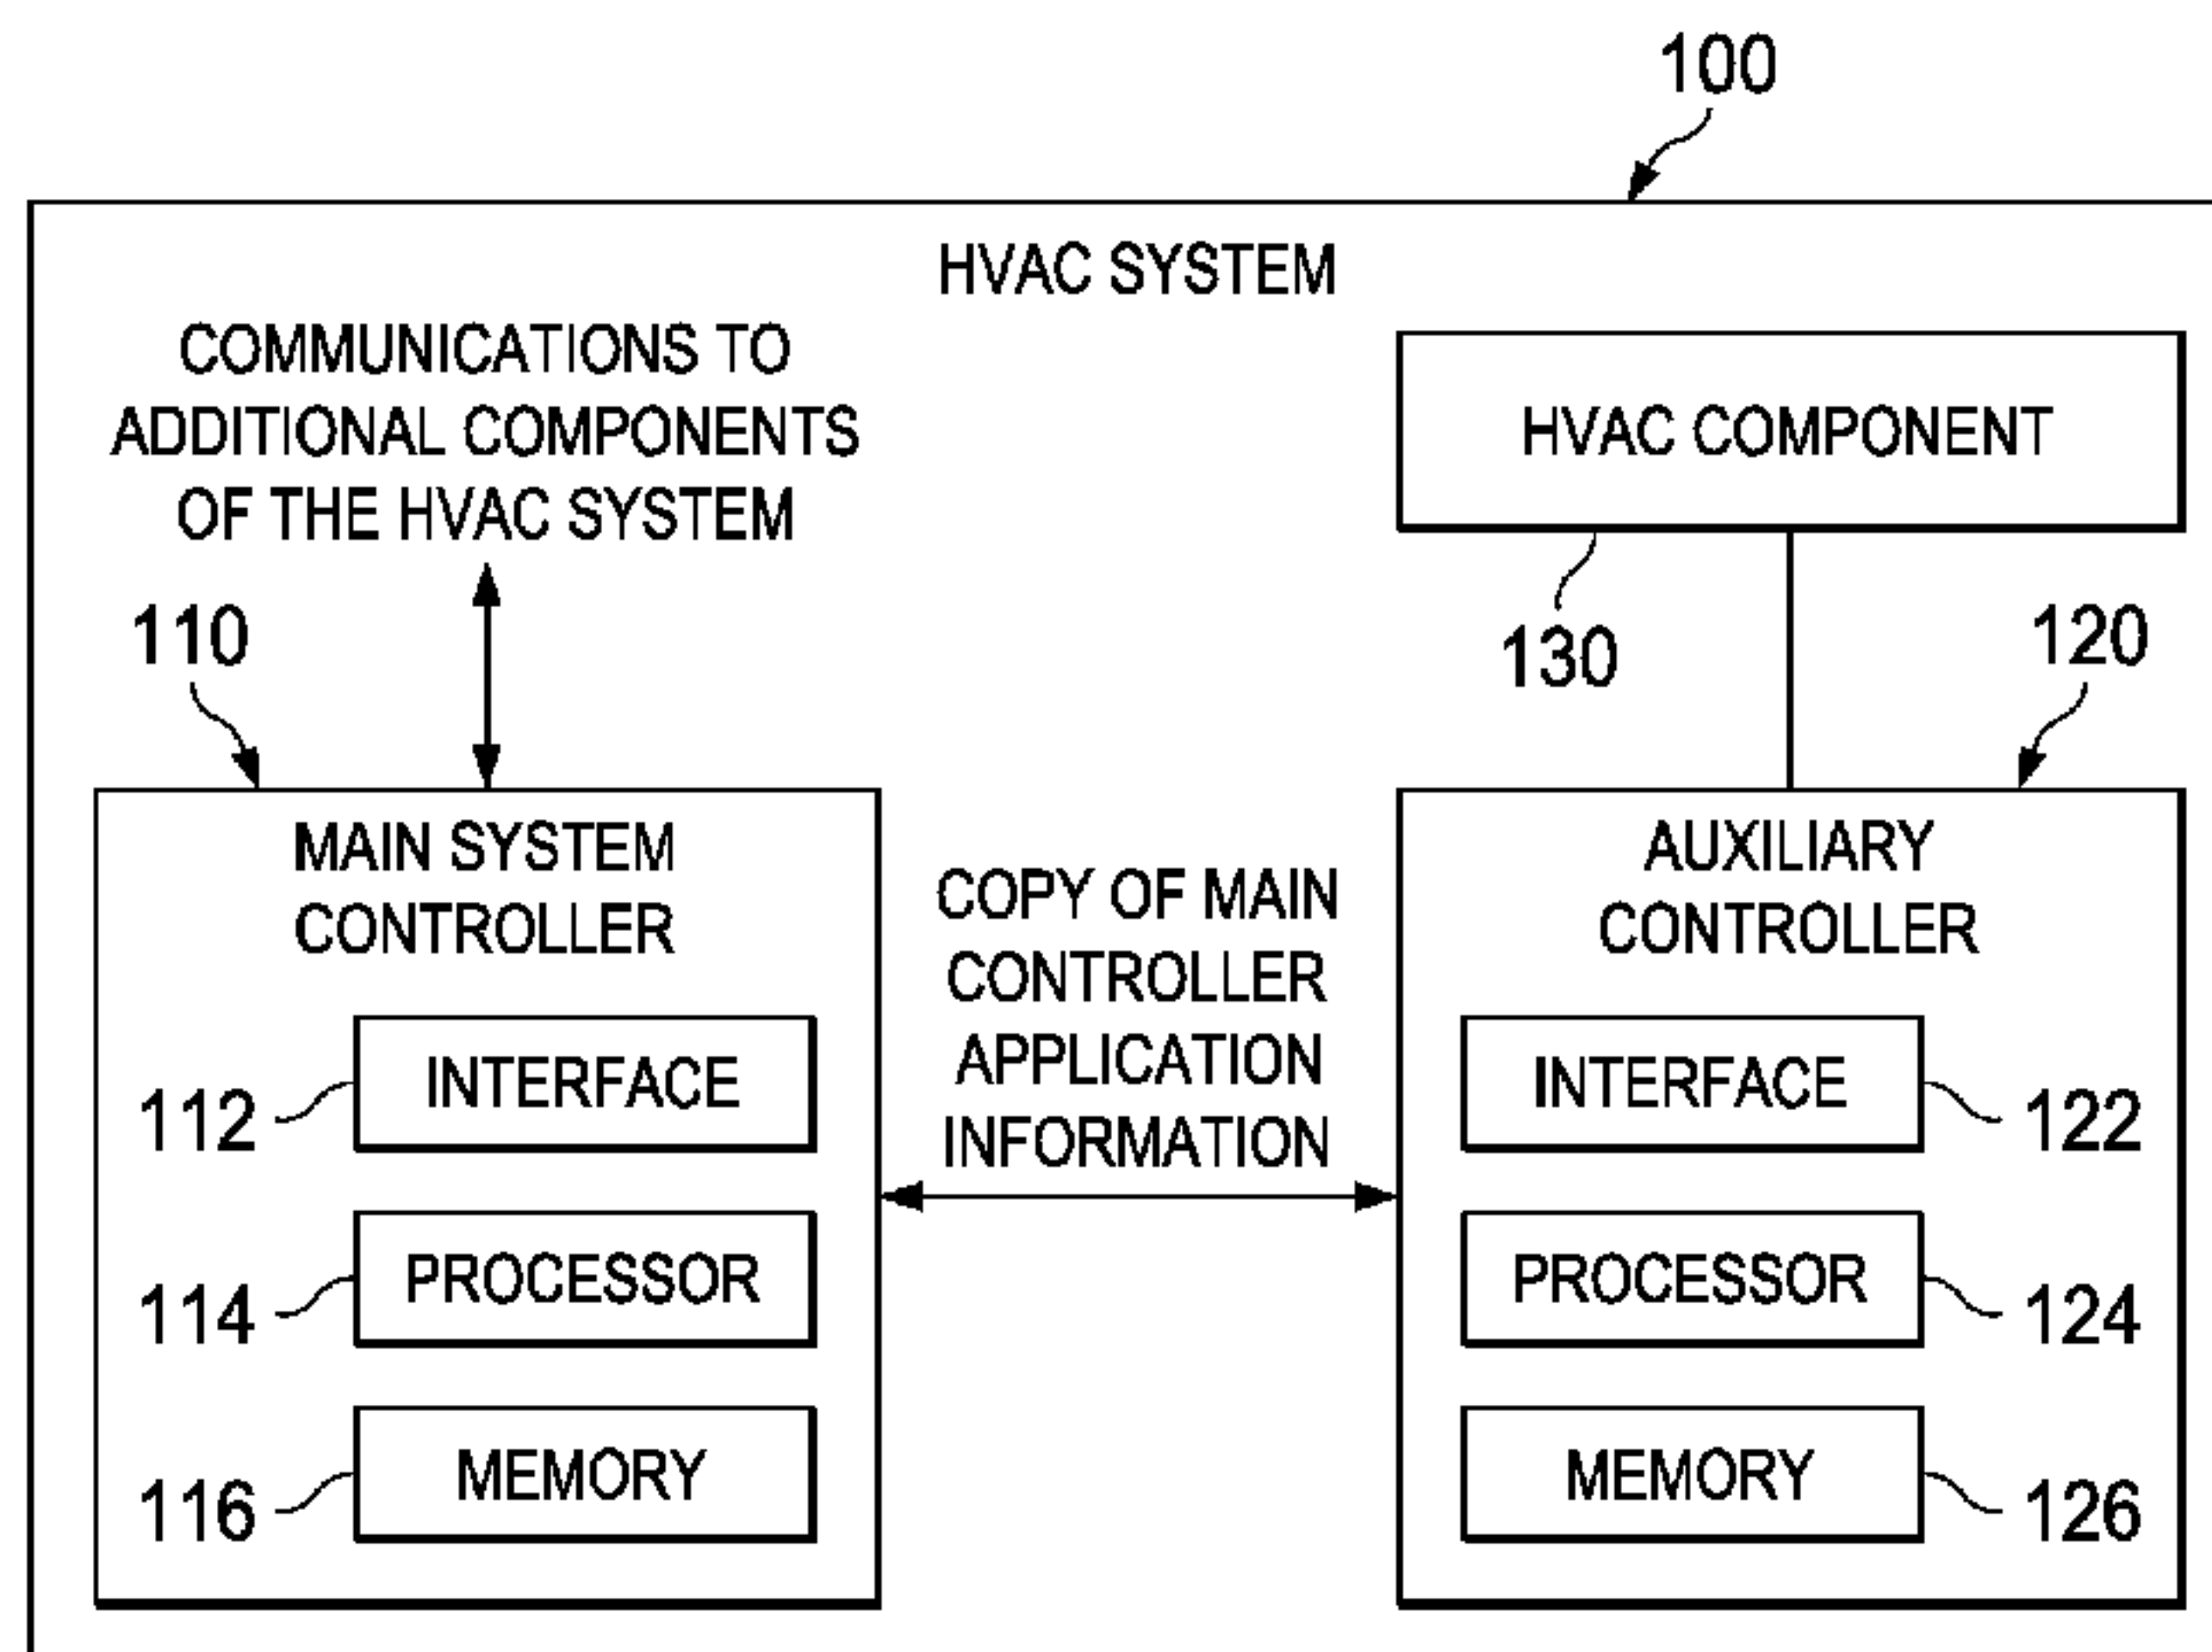 100
HVAC SYSTEM
COMMUNICATIONS TO
ADDITIONAL COMPONENTS
OF THE HVAC SYSTEM
HVAC COMPONENT
130
110
120
MAIN SYSTEM
CONTROLLER
112
INTERFACE
114
PROCESSOR
116
MEMORY
COPY OF MAIN
CONTROLLER
APPLICATION
INFORMATION
AUXILIARY
CONTROLLER
INTERFACE
122
PROCESSOR
124
MEMORY
126